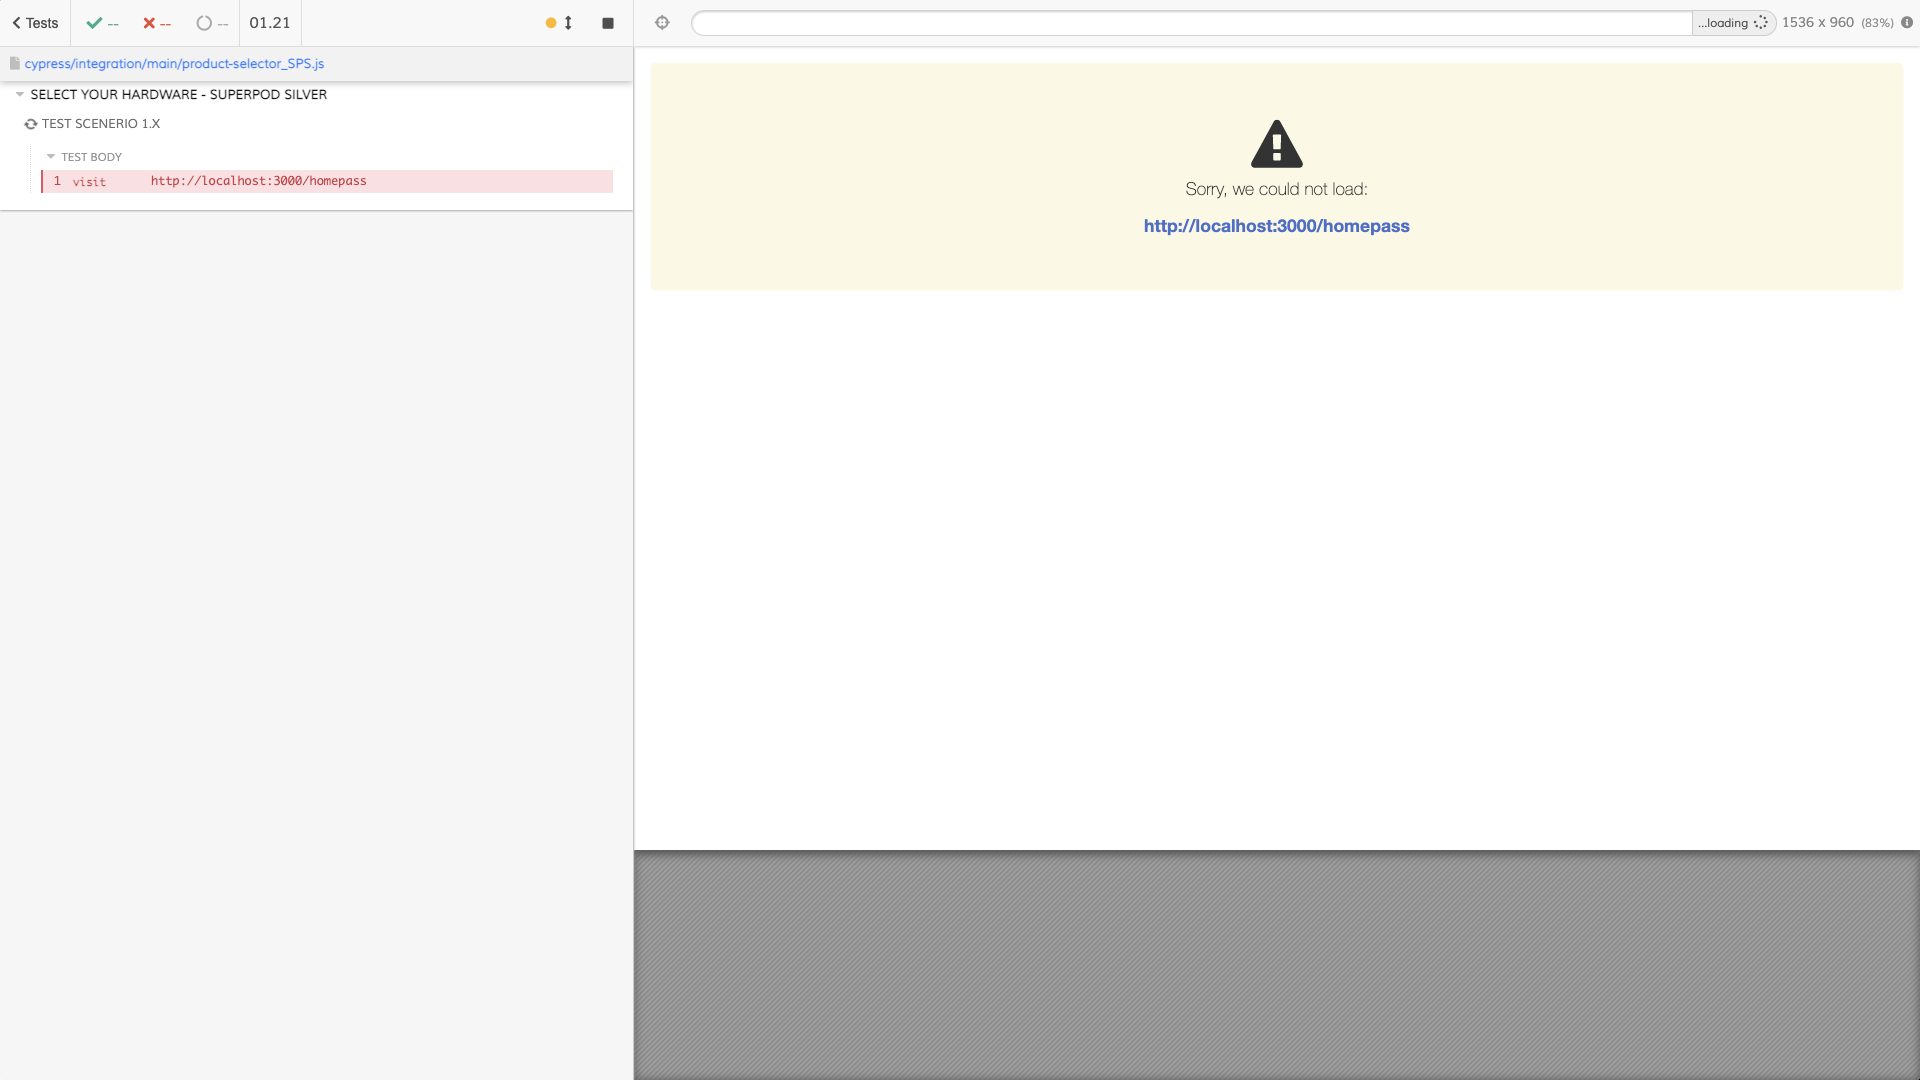 Tests -- -- -- 01.21
cypress/integration/main/product-selector_SPS.js
SELECT YOUR HARDWARE - SUPERPOD SILVER
TEST SCENERIO 1.X
TEST BODY
1 visit http://localhost:3000/homepass
...loading 1536 x 960 (83%)
Sorry, we could not load:
http://localhost:3000/homepass